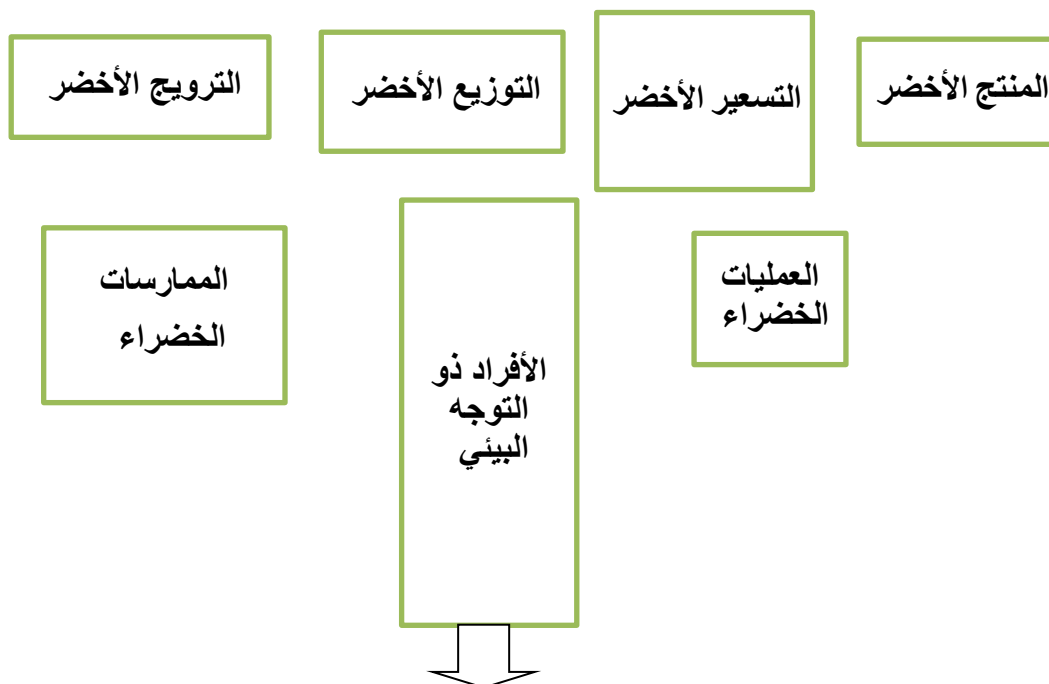 المنتج الأخضر
التسعير الأخضر
التوزيع الأخضر
الترويج الأخضر
العمليات
الخضراء
الأفراد ذو
التوجه
البيئي
الممارسات
الخضراء